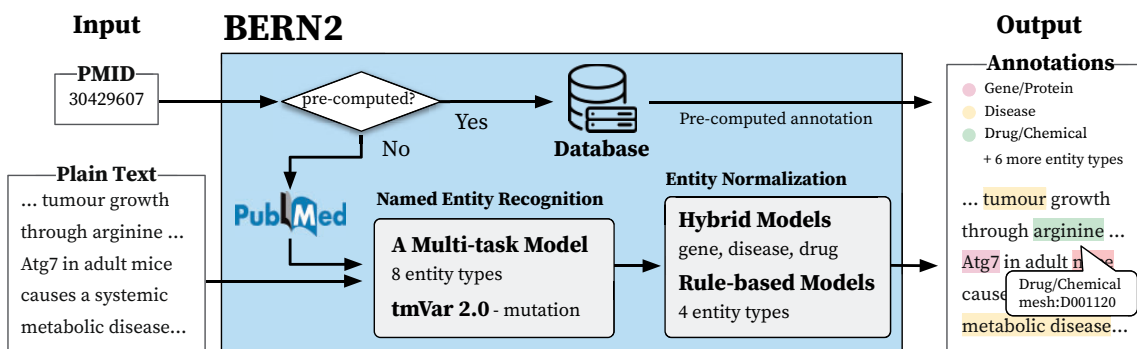 Input
BERN2
Output
PMID
30429607
pre-computed?
Yes
No
Database
Pre-computed annotation
Annotations
Gene/Protein
Disease
Drug/Chemical
+ 6 more entity types
Plain Text
... tumour growth
through arginine ...
Atg7 in adult mice
causes a systemic
metabolic disease...
PubMed
Named Entity Recognition
A Multi-task Model
8 entity types
tmVar 2.0 - mutation
Entity Normalization
Hybrid Models
gene, disease, drug
Rule-based Models
4 entity types
... tumour growth
through arginine ...
Atg7 in adult
cause
Drug/Chemical
mesh:D001120
metabolic disease...